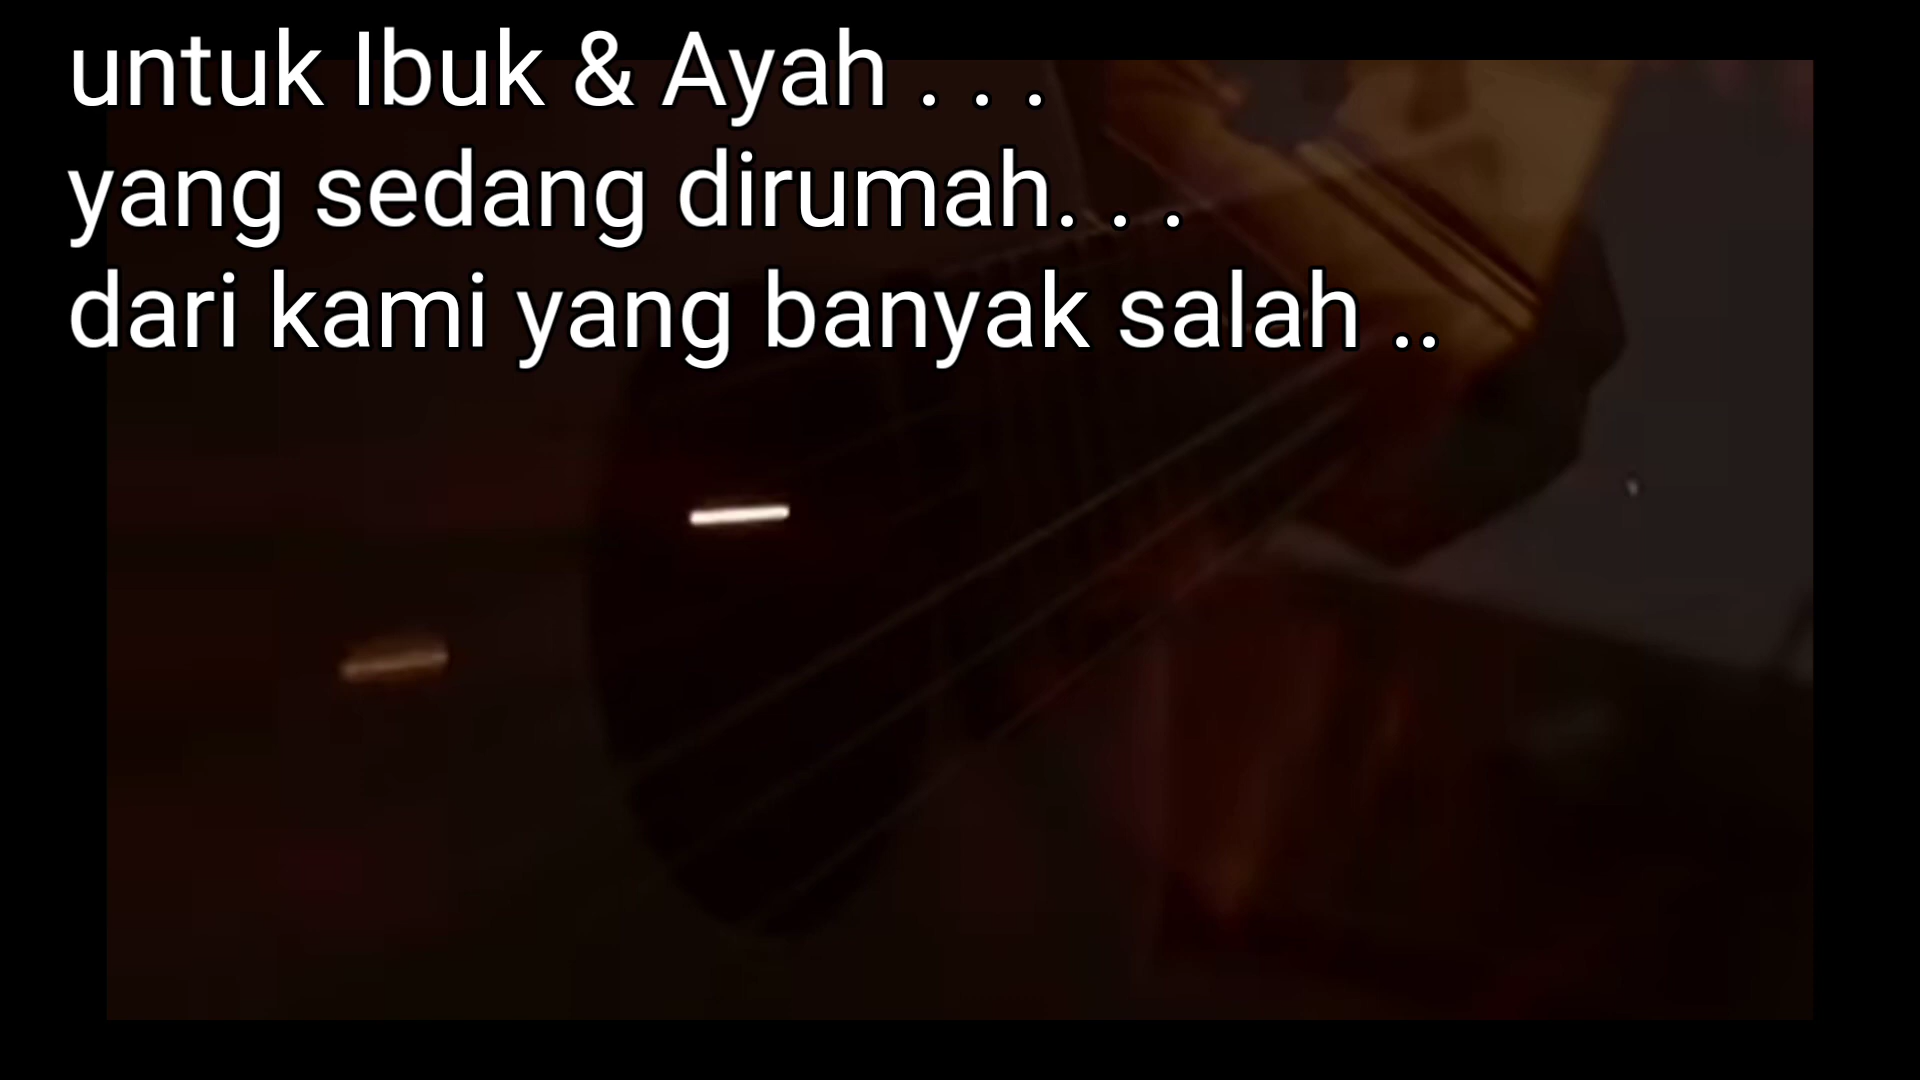 untuk Ibuk & Ayah . . .
yang sedang dirumah. . .
dari kami yang banyak salah ..